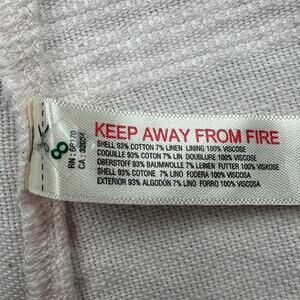 KEEP AWAY FROM FIRE
SHELL 93% COTTON 7% LINEN LINING 100% VISCOSE
COQUILLE 93% COTON 7% LIN DOUBLURE 100% VISCOSE
OBERSTOFF 93% BAUMWOLLE 7% LEINEN FUTTER 100% VISKOSE
SHELL 93% COTONE 7% LINO FODERA 100% VISCOSA
EXTERIOR 93% ALGODÓN 7% LINO FORRO 100% VISCOSA
8
RN:
CA: